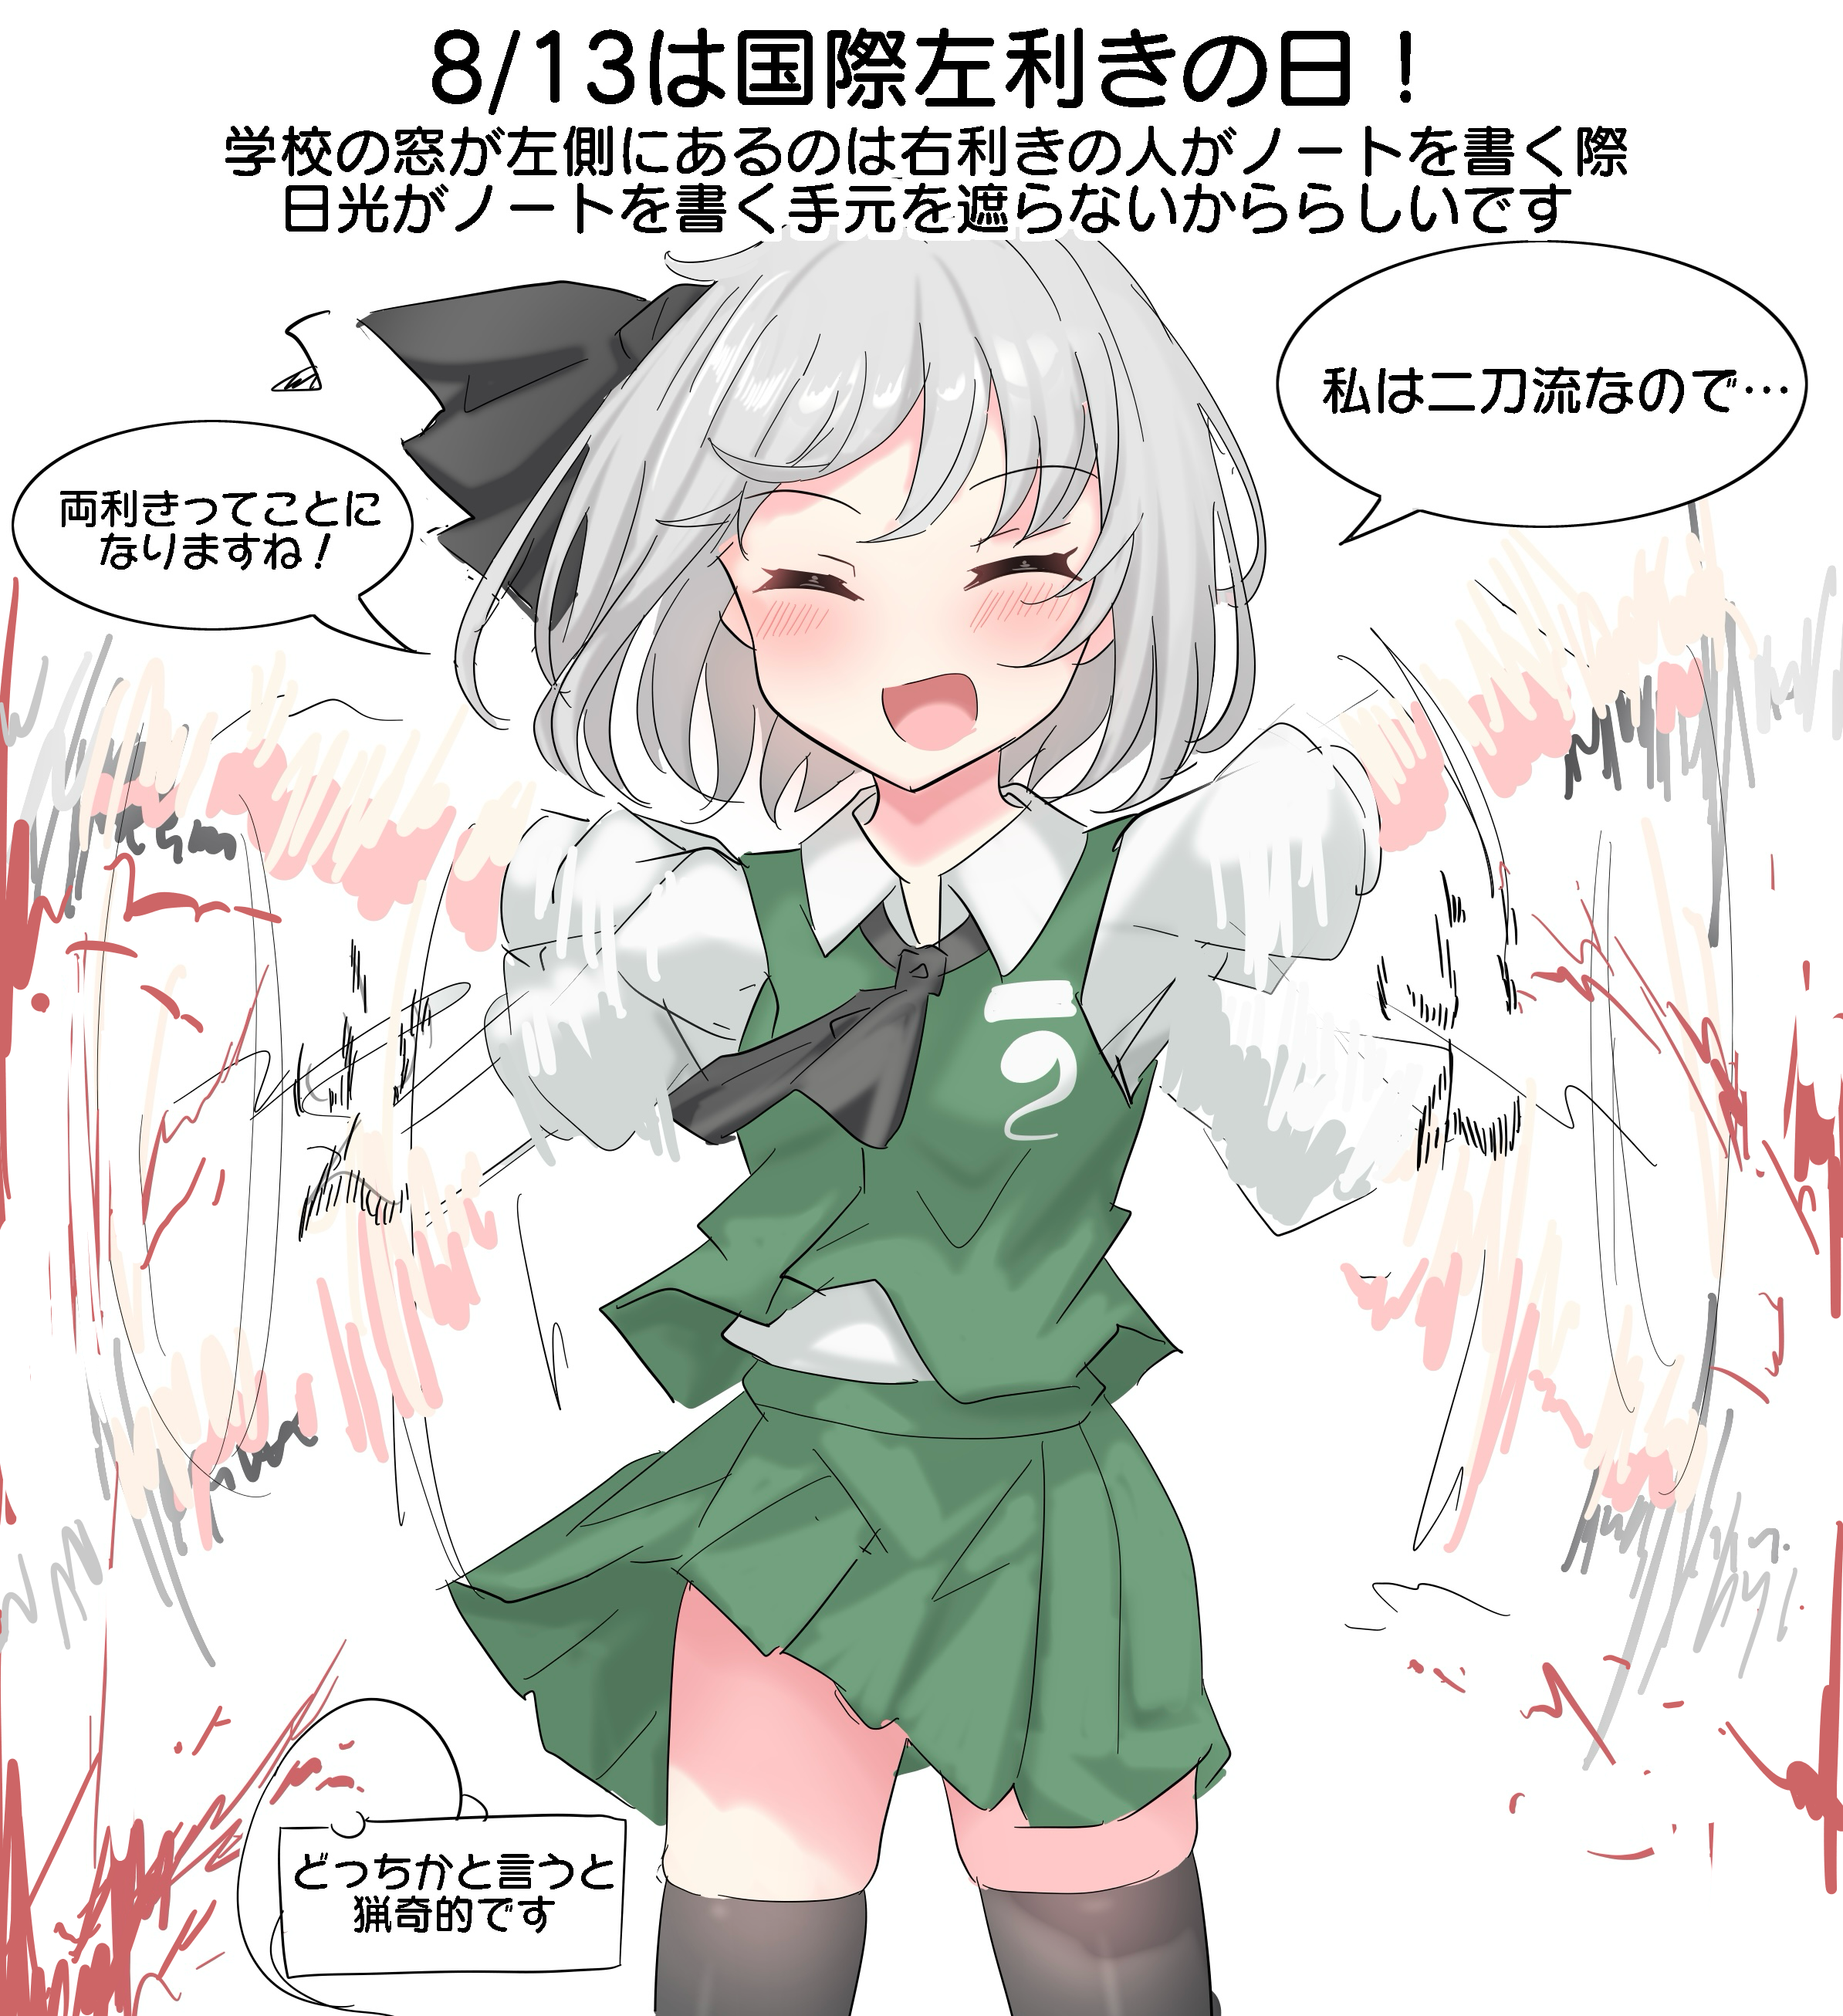 8/13は国際左利きの日！
学校の窓が左側にあるのは右利きの人がノートを書く際
日光がノートを書く手元を遮らないかららしいです
私は二刀流なので…
両利きってことに
なりますね！
どっちかと言うと
猟奇的です